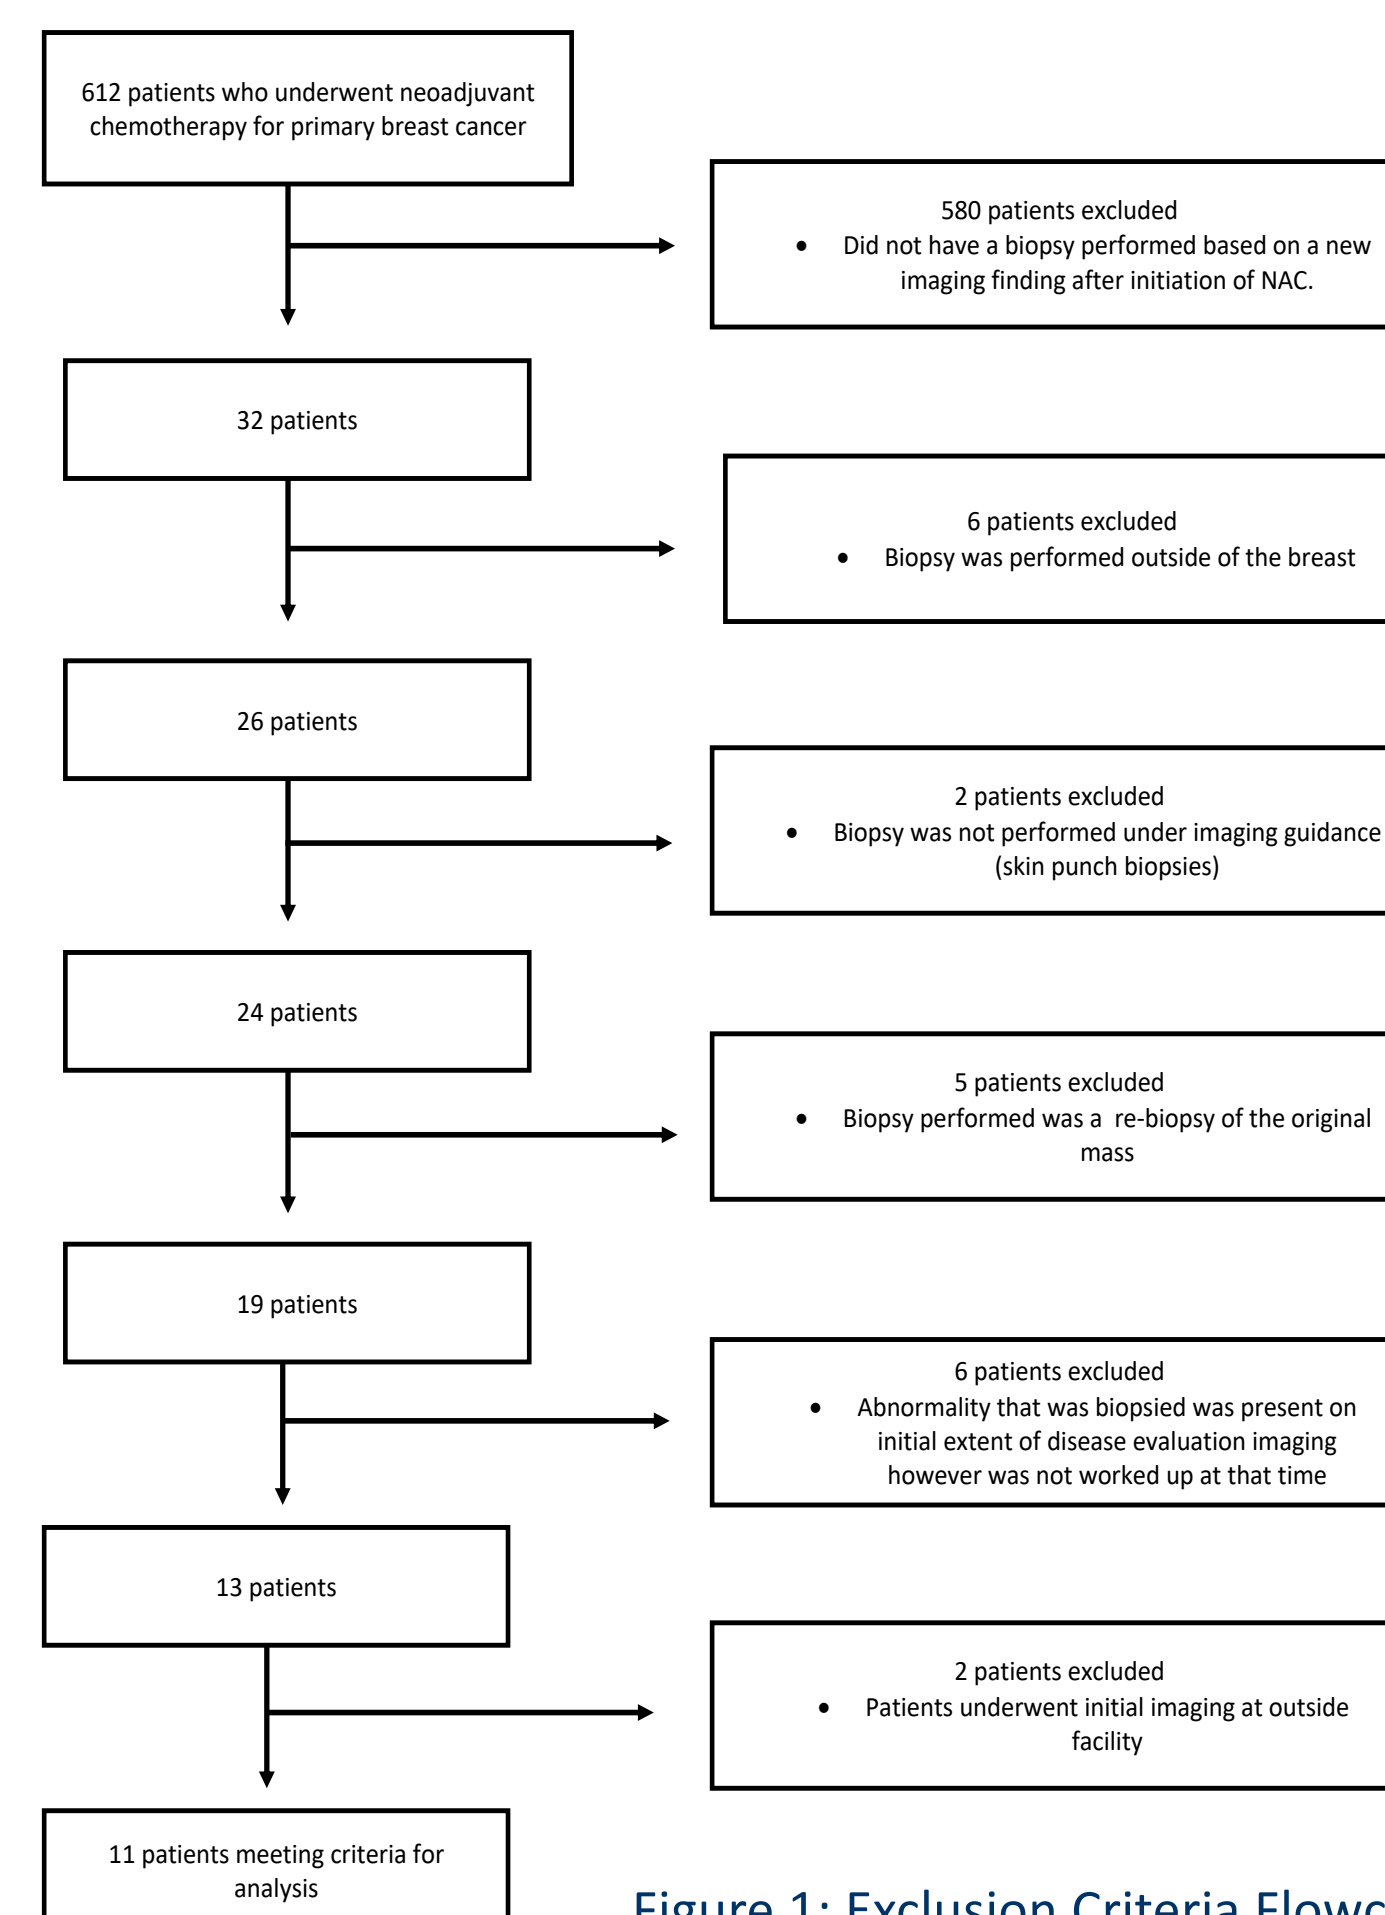 612 patients who underwent neoadjuvant
chemotherapy for primary breast cancer
580 patients excluded
• Did not have a biopsy performed based on a new
imaging finding after initiation of NAC.
32 patients
6 patients excluded
• Biopsy was performed outside of the breast
26 patients
2 patients excluded
• Biopsy was not performed under imaging guidance
(skin punch biopsies)
24 patients
5 patients excluded
• Biopsy performed was a re-biopsy of the original
mass
19 patients
6 patients excluded
• Abnormality that was biopsied was present on
initial extent of disease evaluation imaging
however was not worked up at that time
13 patients
2 patients excluded
• Patients underwent initial imaging at outside
facility
11 patients meeting criteria for
analysis
Figure 1: Exclusion Criteria